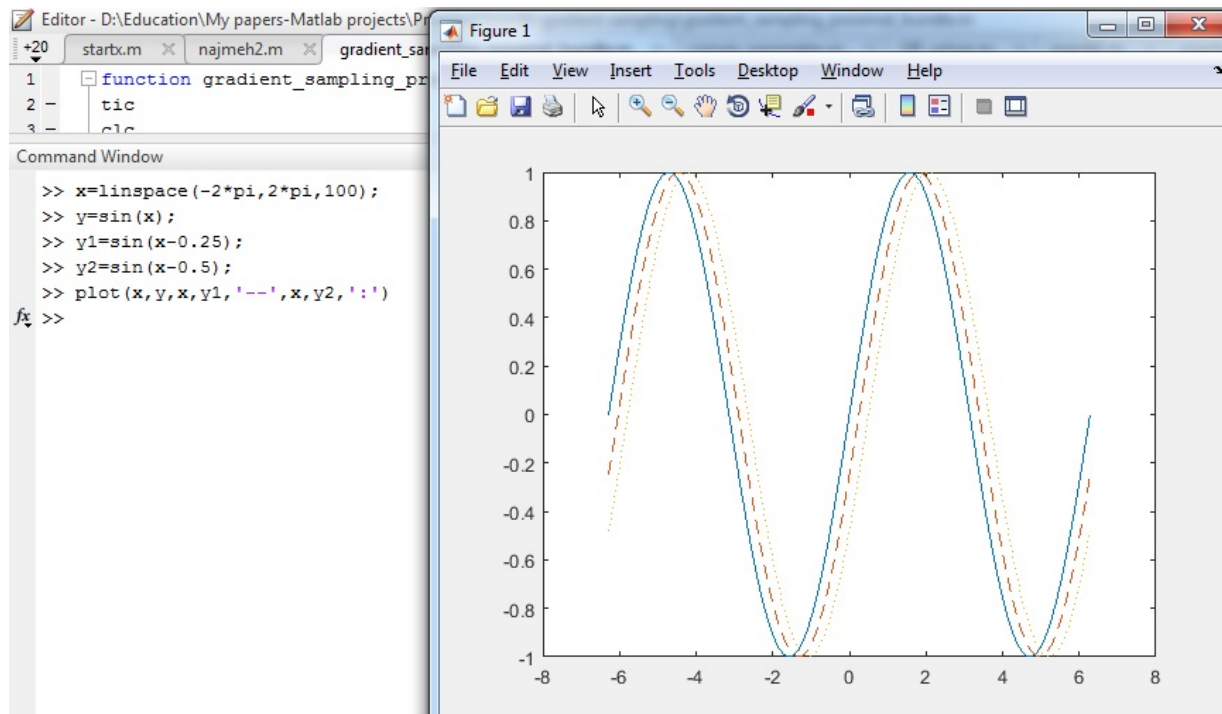 Editor - D:\Education\My papers-Matlab projects\Pr
+20 startx.m najmeh2.m gradient_sar
1 function gradient_sampling_pr
2 - tic
3 - clc
Command Window
>> x=linspace(-2*pi,2*pi,100);
>> y=sin(x);
>> y1=sin(x-0.25);
>> y2=sin(x-0.5);
>> plot(x,y,x,y1,'--',x,y2,':')
fx >>
Figure 1
File Edit View Insert Tools Desktop Window Help
1
0.8
0.6
0.4
0.2
0
-0.2
-0.4
-0.6
-0.8
-1
-8 -6 -4 -2 0 2 4 6 8